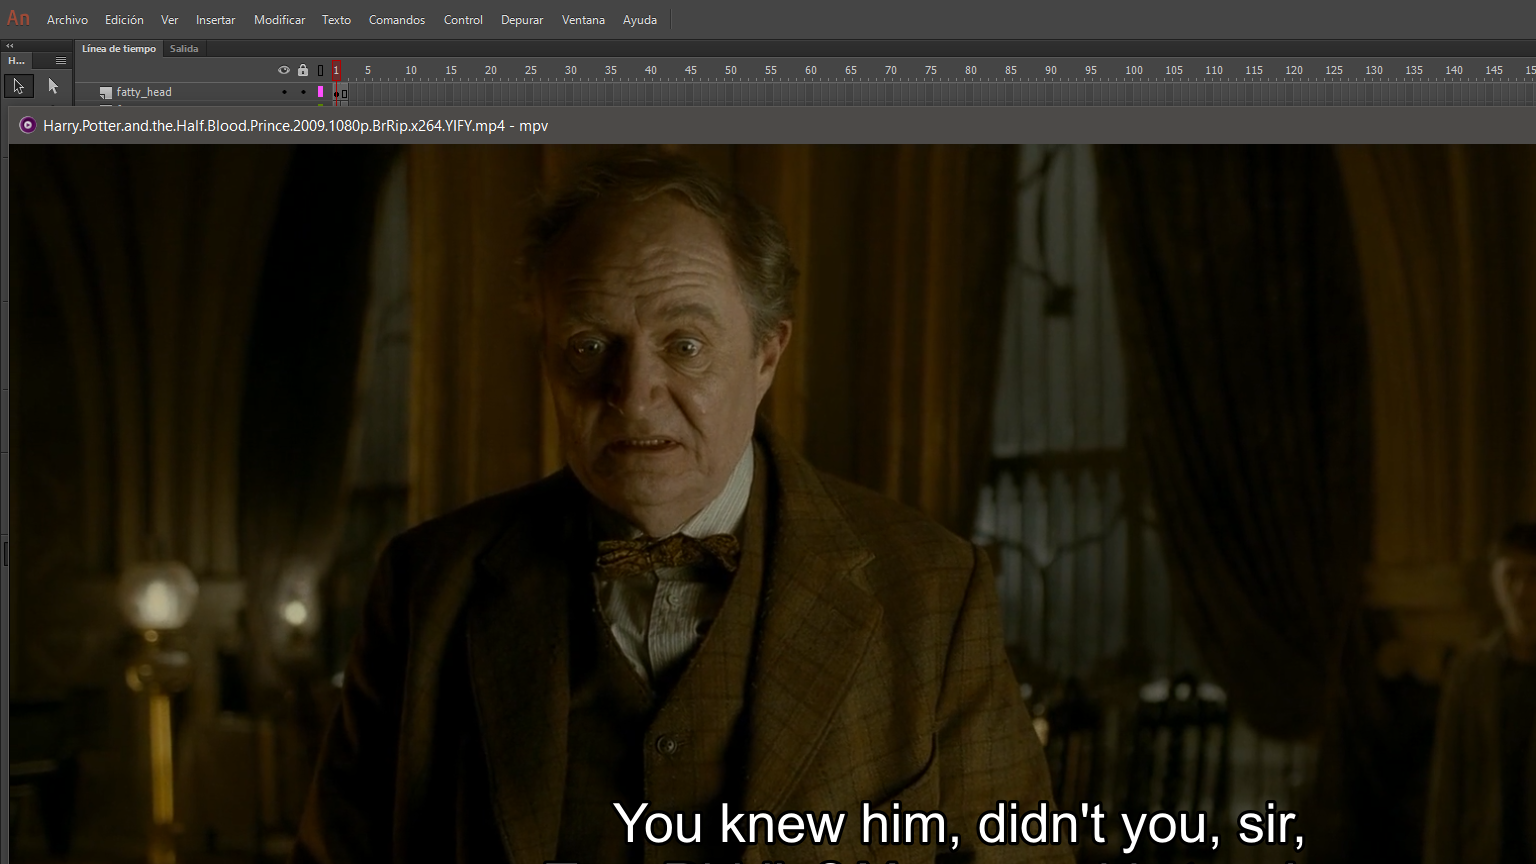 An Archivo Edición Ver Insertar Modificar Texto Comandos Control Depurar Ventana Ayuda
H... Línea de tiempo Salida
1 5 10 15 20 25 30 35 40 45 50 55 60 65 70 75 80 85 90 95 100 105 110 115 120 125 130 135 140 145
fatty_head
Harry.Potter.and.the.Half.Blood.Prince.2009.1080p.BrRip.x264.YIFY.mp4 - mpv
You knew him, didn't you, sir,